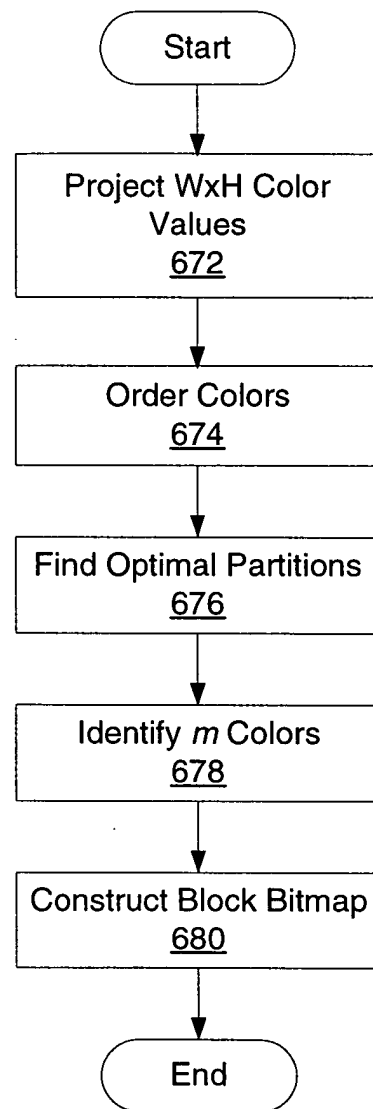 Start
Project WxH Color
Values
672
Order Colors
674
Find Optimal Partitions
676
Identify m Colors
678
Construct Block Bitmap
680
End